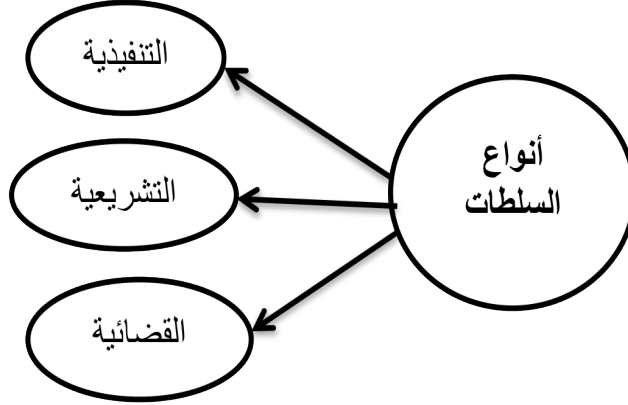 أنواع
السلطات
التنفيذية
التشريعية
القضائية